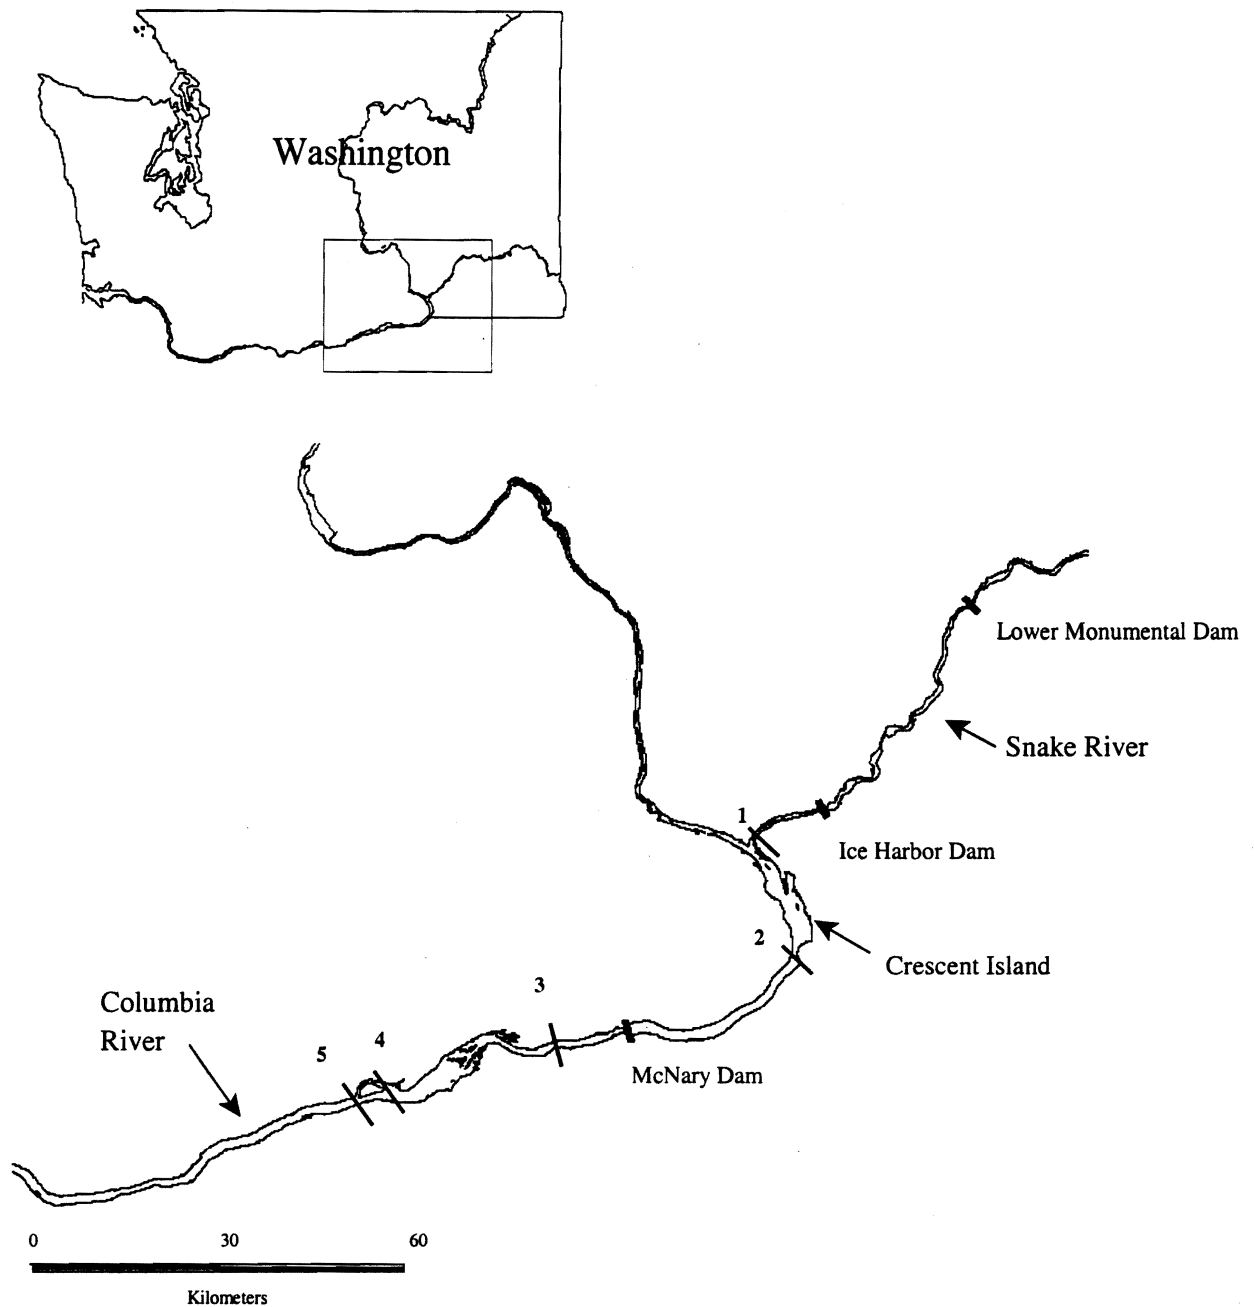 Washington
Lower Monumental Dam
Snake River
1
Ice Harbor Dam
2
Crescent Island
3
Columbia
River
5
4
McNary Dam
0 30 60
Kilometers